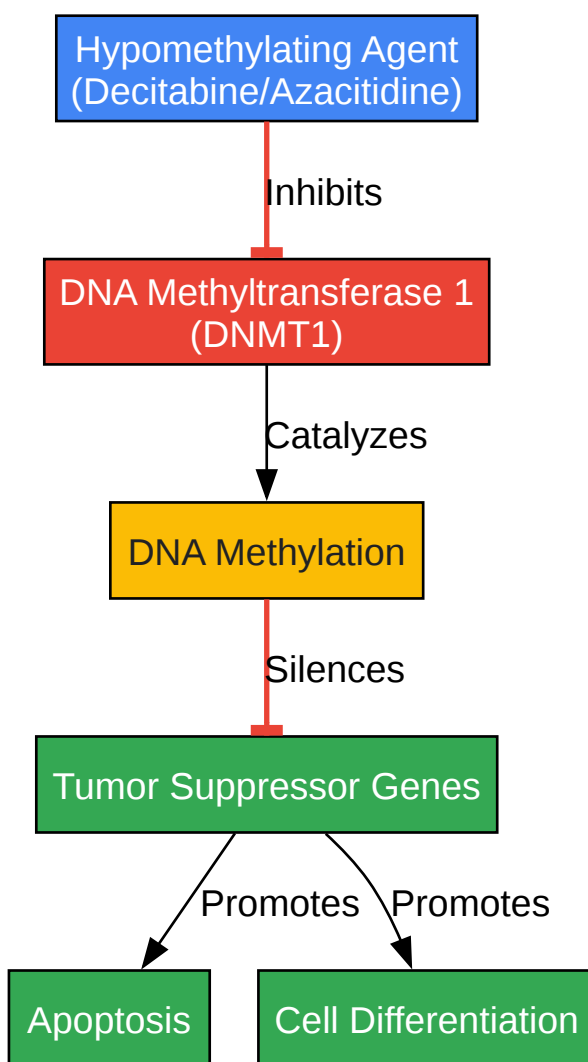 Hypomethylating Agent
(Decitabine/Azacitidine)
Inhibits
DNA Methyltransferase 1
(DNMT1)
Catalyzes
DNA Methylation
Silences
Tumor Suppressor Genes
Promotes
Promotes
Apoptosis
Cell Differentiation